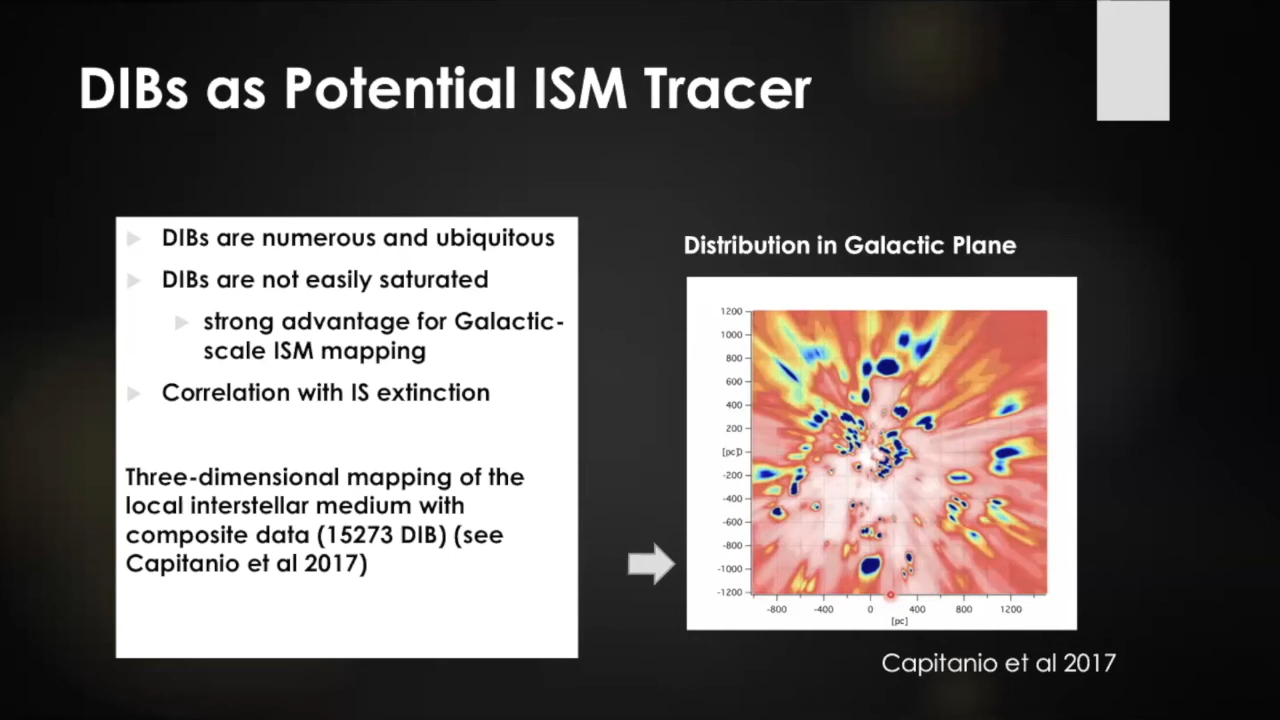 DIBs as Potential ISM Tracer
DIBs are numerous and ubiquitous
DIBs are not easily saturated
strong advantage for Galactic-
scale ISM mapping
Correlation with IS extinction
Three-dimensional mapping of the
local interstellar medium with
composite data (15273 DIB) (see
Capitanio et al 2017)
Distribution in Galactic Plane
1200
1000
800
600
400
200
[pc]0
-200
-400
-600
-800
-1000
-1200
-800 -400 0 400 800 1200
[pc]
Capitanio et al 2017